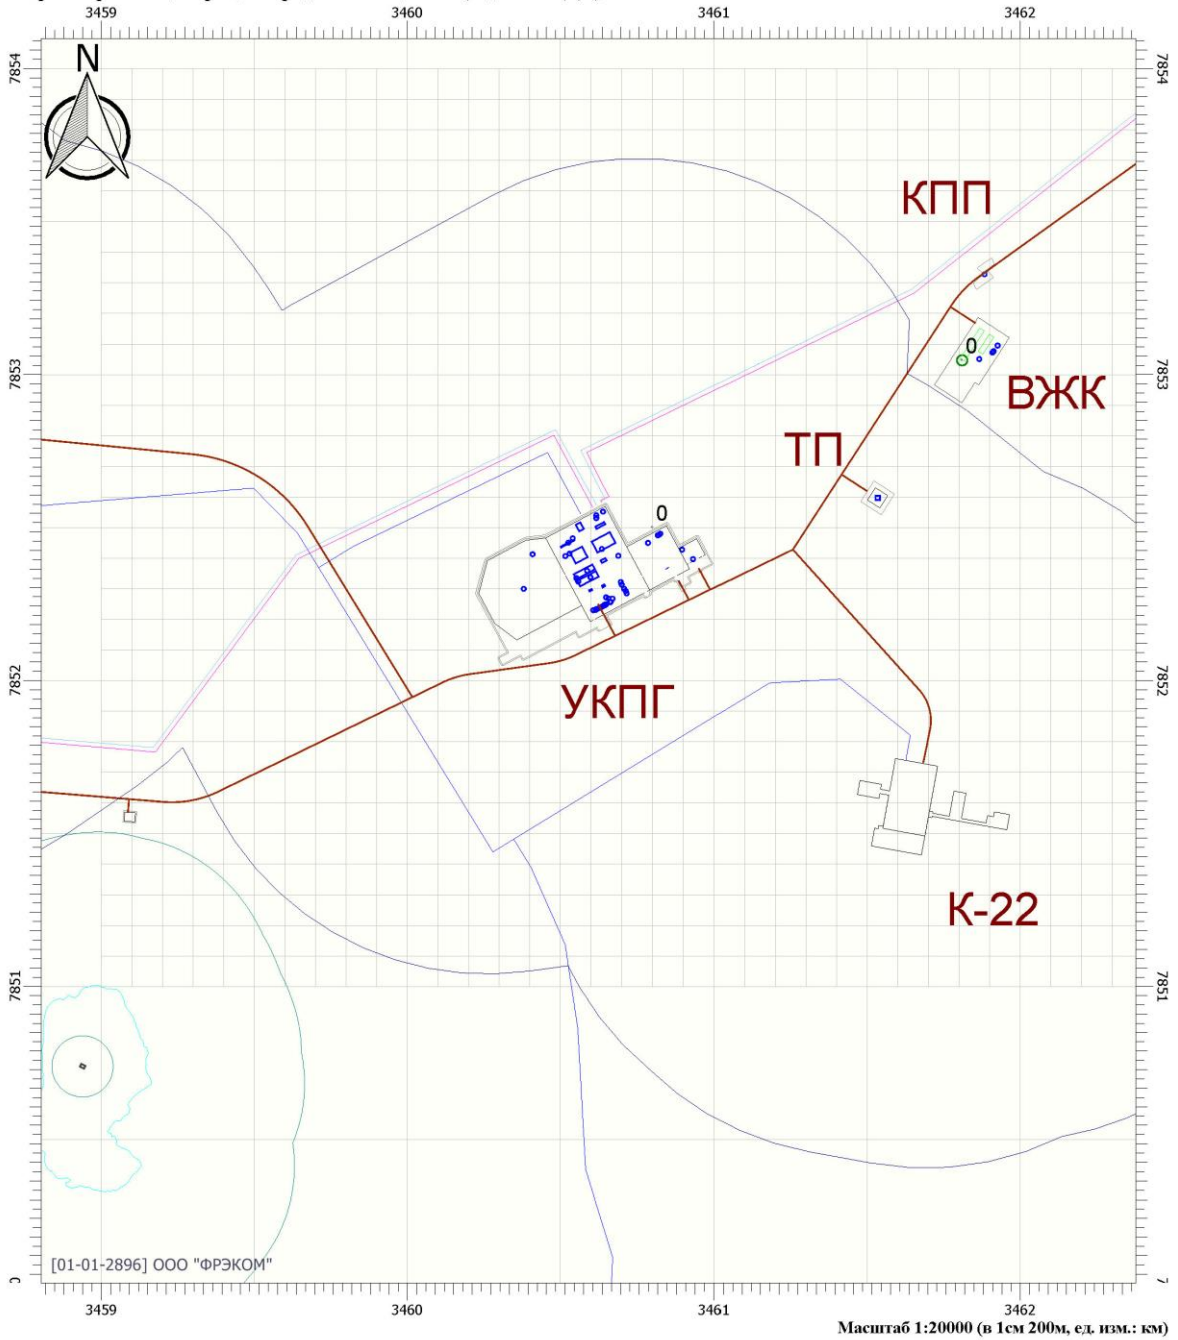 3459 3460 3461 3462
7854 7854
N
КПП
0
7853 7853
ВЖК
ТП
0
7852 7852
УКПГ
К-22
7851 7851
[01-01-2896] ООО "ФРЭКОМ"
3459 3460 3461 3462
Масштаб 1:20000 (в 1см 200м, ед. изм.: км)